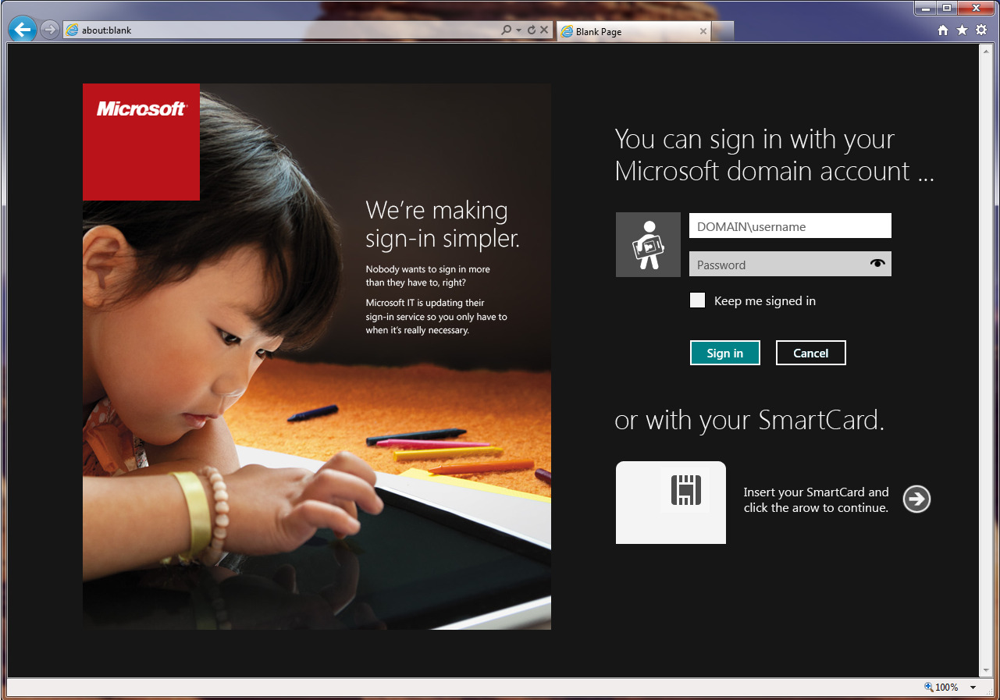 about:blank
Blank Page
Microsoft
We're making
sign-in simpler.
Nobody wants to sign in more
than they have to, right?
Microsoft IT is updating their
sign-in service so you only have to
when it's really necessary.
You can sign in with your
Microsoft domain account ...
DOMAIN\username
Password
Keep me signed in
Sign in
Cancel
or with your SmartCard.
Insert your SmartCard and
click the arow to continue.
100%